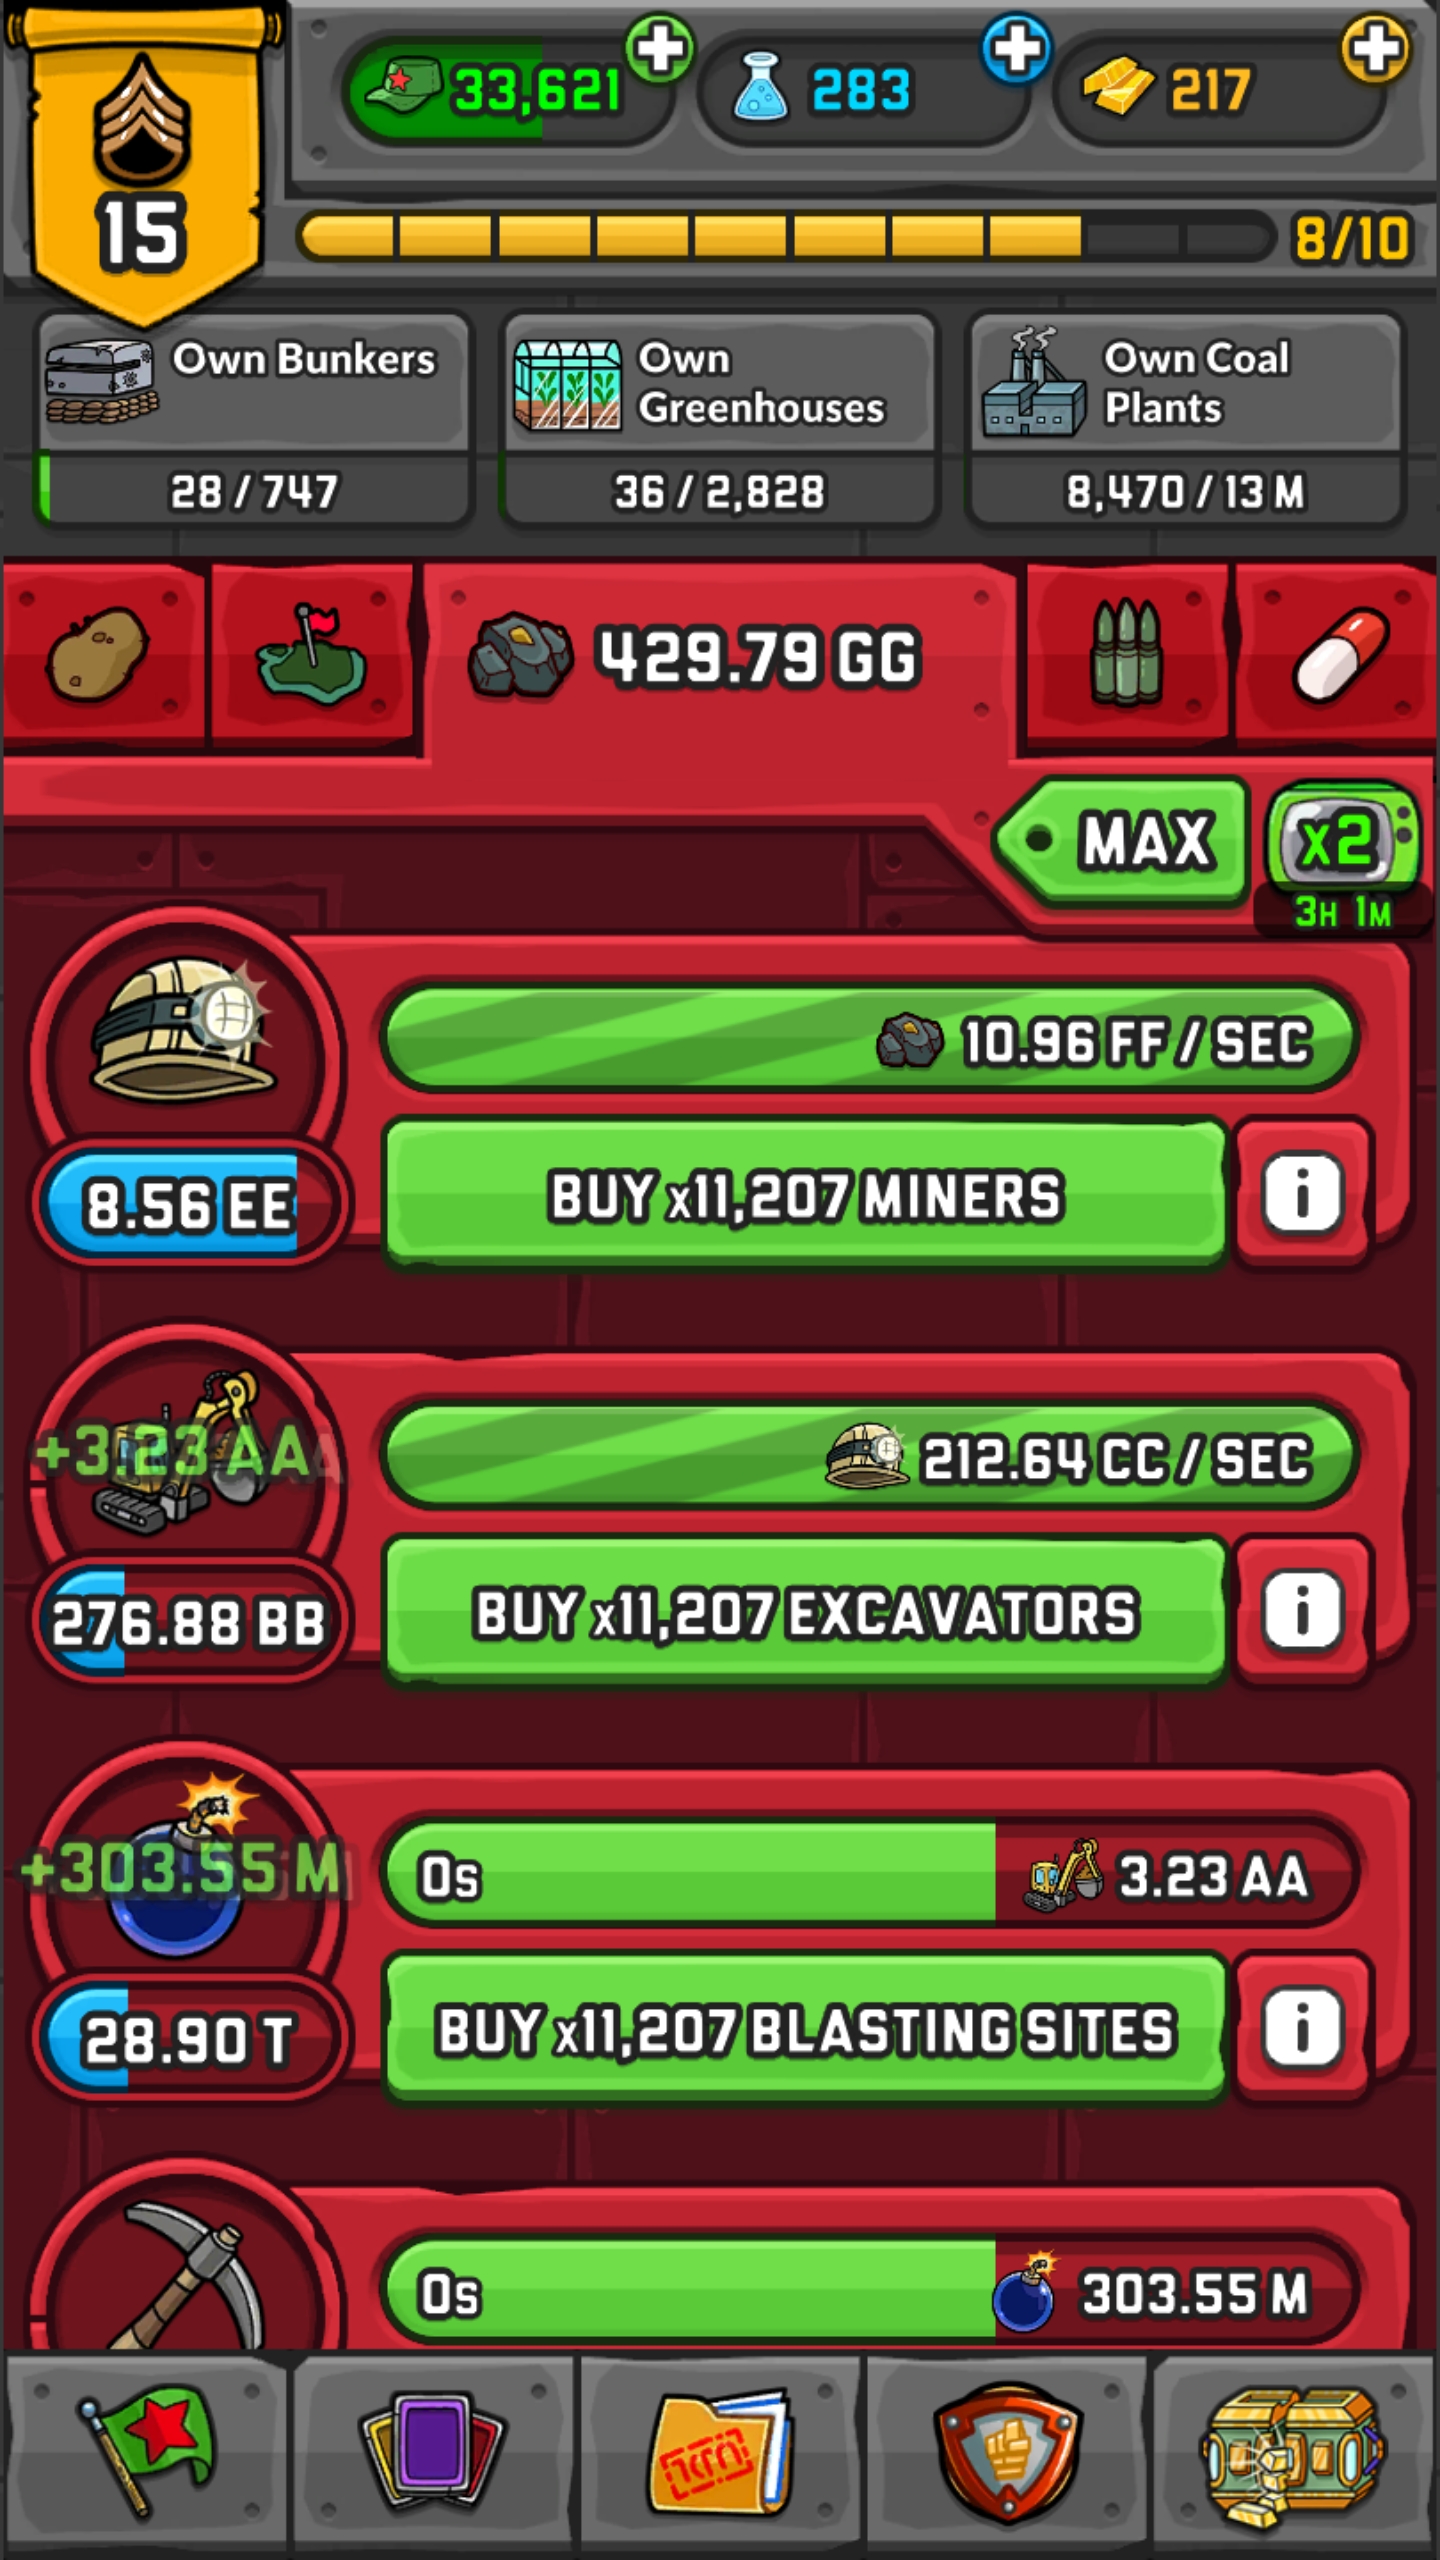 33,621
283
217
15
8/10
Own Bunkers
28 / 747
Own
Greenhouses
36 / 2,828
Own Coal
Plants
8,470 / 13 M
429.79 GG
MAX
x2
3H 1M
10.96 FF / SEC
8.56 EE
BUY x11,207 MINERS
i
+3.23 AA
212.64 CC / SEC
276.88 BB
BUY x11,207 EXCAVATORS
i
+303.55 M
0s
3.23 AA
28.90 T
BUY x11,207 BLASTING SITES
i
0s
303.55 M